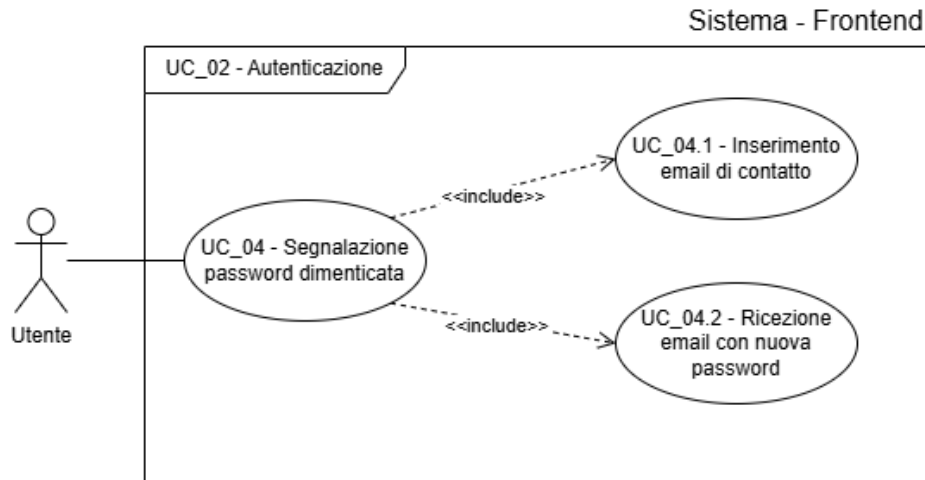 Sistema - Frontend
UC_02 - Autenticazione
UC_04.1 - Inserimento
email di contatto
<<include>>
UC_04 - Segnalazione
password dimenticata
Utente
<<include>>
UC_04.2 - Ricezione
email con nuova
password